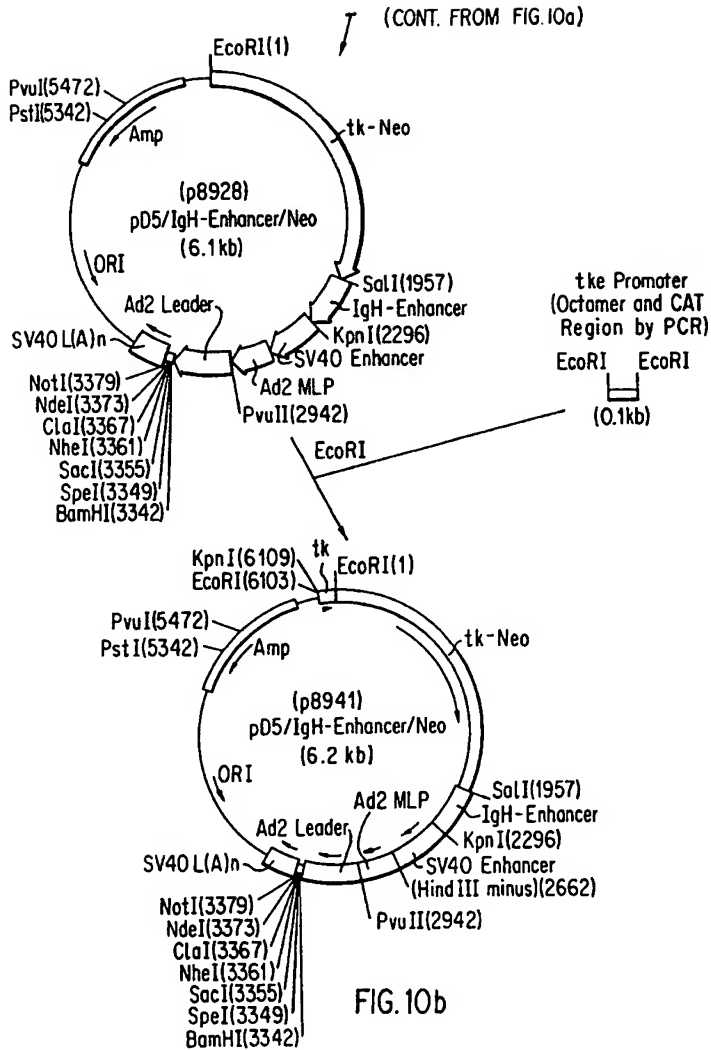 (CONT. FROM FIG.10a)
EcoRI(1)
PvuI(5472)
PstI(5342)
Amp
tk-Neo
(p8928)
pD5/IgH-Enhancer/Neo
(6.1kb)
ORI
SalI(1957)
IgH-Enhancer
KpnI(2296)
SV40 Enhancer
Ad2 MLP
PvuII(2942)
Ad2 Leader
SV40 L(A)n
NotI(3379)
NdeI(3373)
ClaI(3367)
NheI(3361)
SacI(3355)
SpeI(3349)
BamHI(3342)
tke Promoter
(Octamer and CAT
Region by PCR)
EcoRI EcoRI
(0.1kb)
EcoRI
KpnI(6109)
tk
EcoRI(1)
EcoRI(6103)
PvuI(5472)
PstI(5342)
Amp
tk-Neo
(p8941)
pD5/IgH-Enhancer/Neo
(6.2 kb)
ORI
SalI(1957)
IgH-Enhancer
KpnI(2296)
SV40 Enhancer
(Hind III minus)(2662)
PvuII(2942)
Ad2 MLP
Ad2 Leader
SV40 L(A)n
NotI(3379)
NdeI(3373)
ClaI(3367)
NheI(3361)
SacI(3355)
SpeI(3349)
BamHI(3342)
FIG. 10b